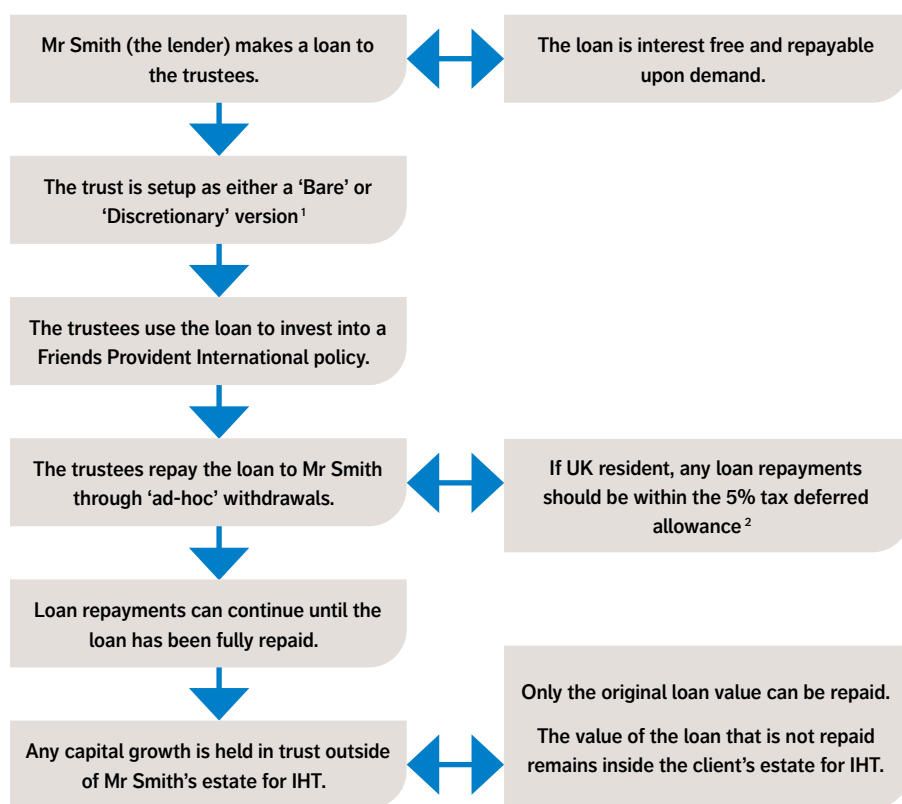 Mr Smith (the lender) makes a loan to
the trustees.
The loan is interest free and repayable
upon demand.
The trust is setup as either a ‘Bare’ or
‘Discretionary’ version¹
The trustees use the loan to invest into a
Friends Provident International policy.
The trustees repay the loan to Mr Smith
through ‘ad-hoc’ withdrawals.
If UK resident, any loan repayments
should be within the 5% tax deferred
allowance²
Loan repayments can continue until the
loan has been fully repaid.
Any capital growth is held in trust outside
of Mr Smith’s estate for IHT.
Only the original loan value can be repaid.
The value of the loan that is not repaid
remains inside the client’s estate for IHT.